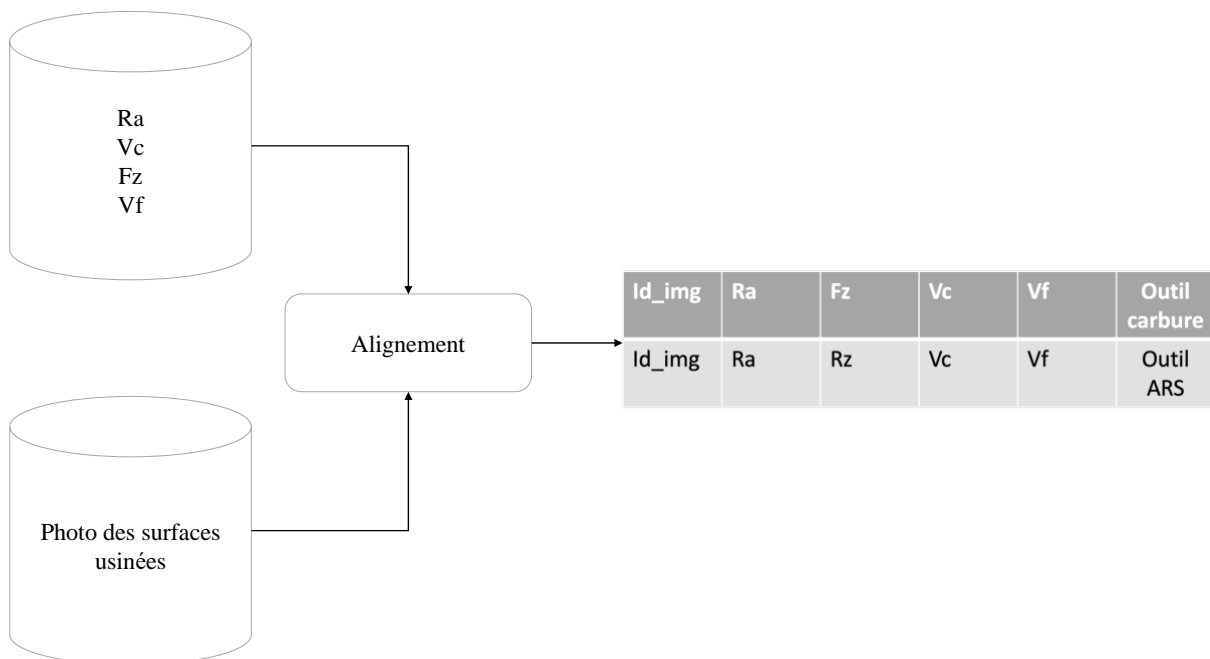 Ra
Vc
Fz
Vf
Alignement
Photo des surfaces
usinées
Id_img Ra Fz Vc Vf Outil
carbure
Id_img Ra Rz Vc Vf Outil
ARS